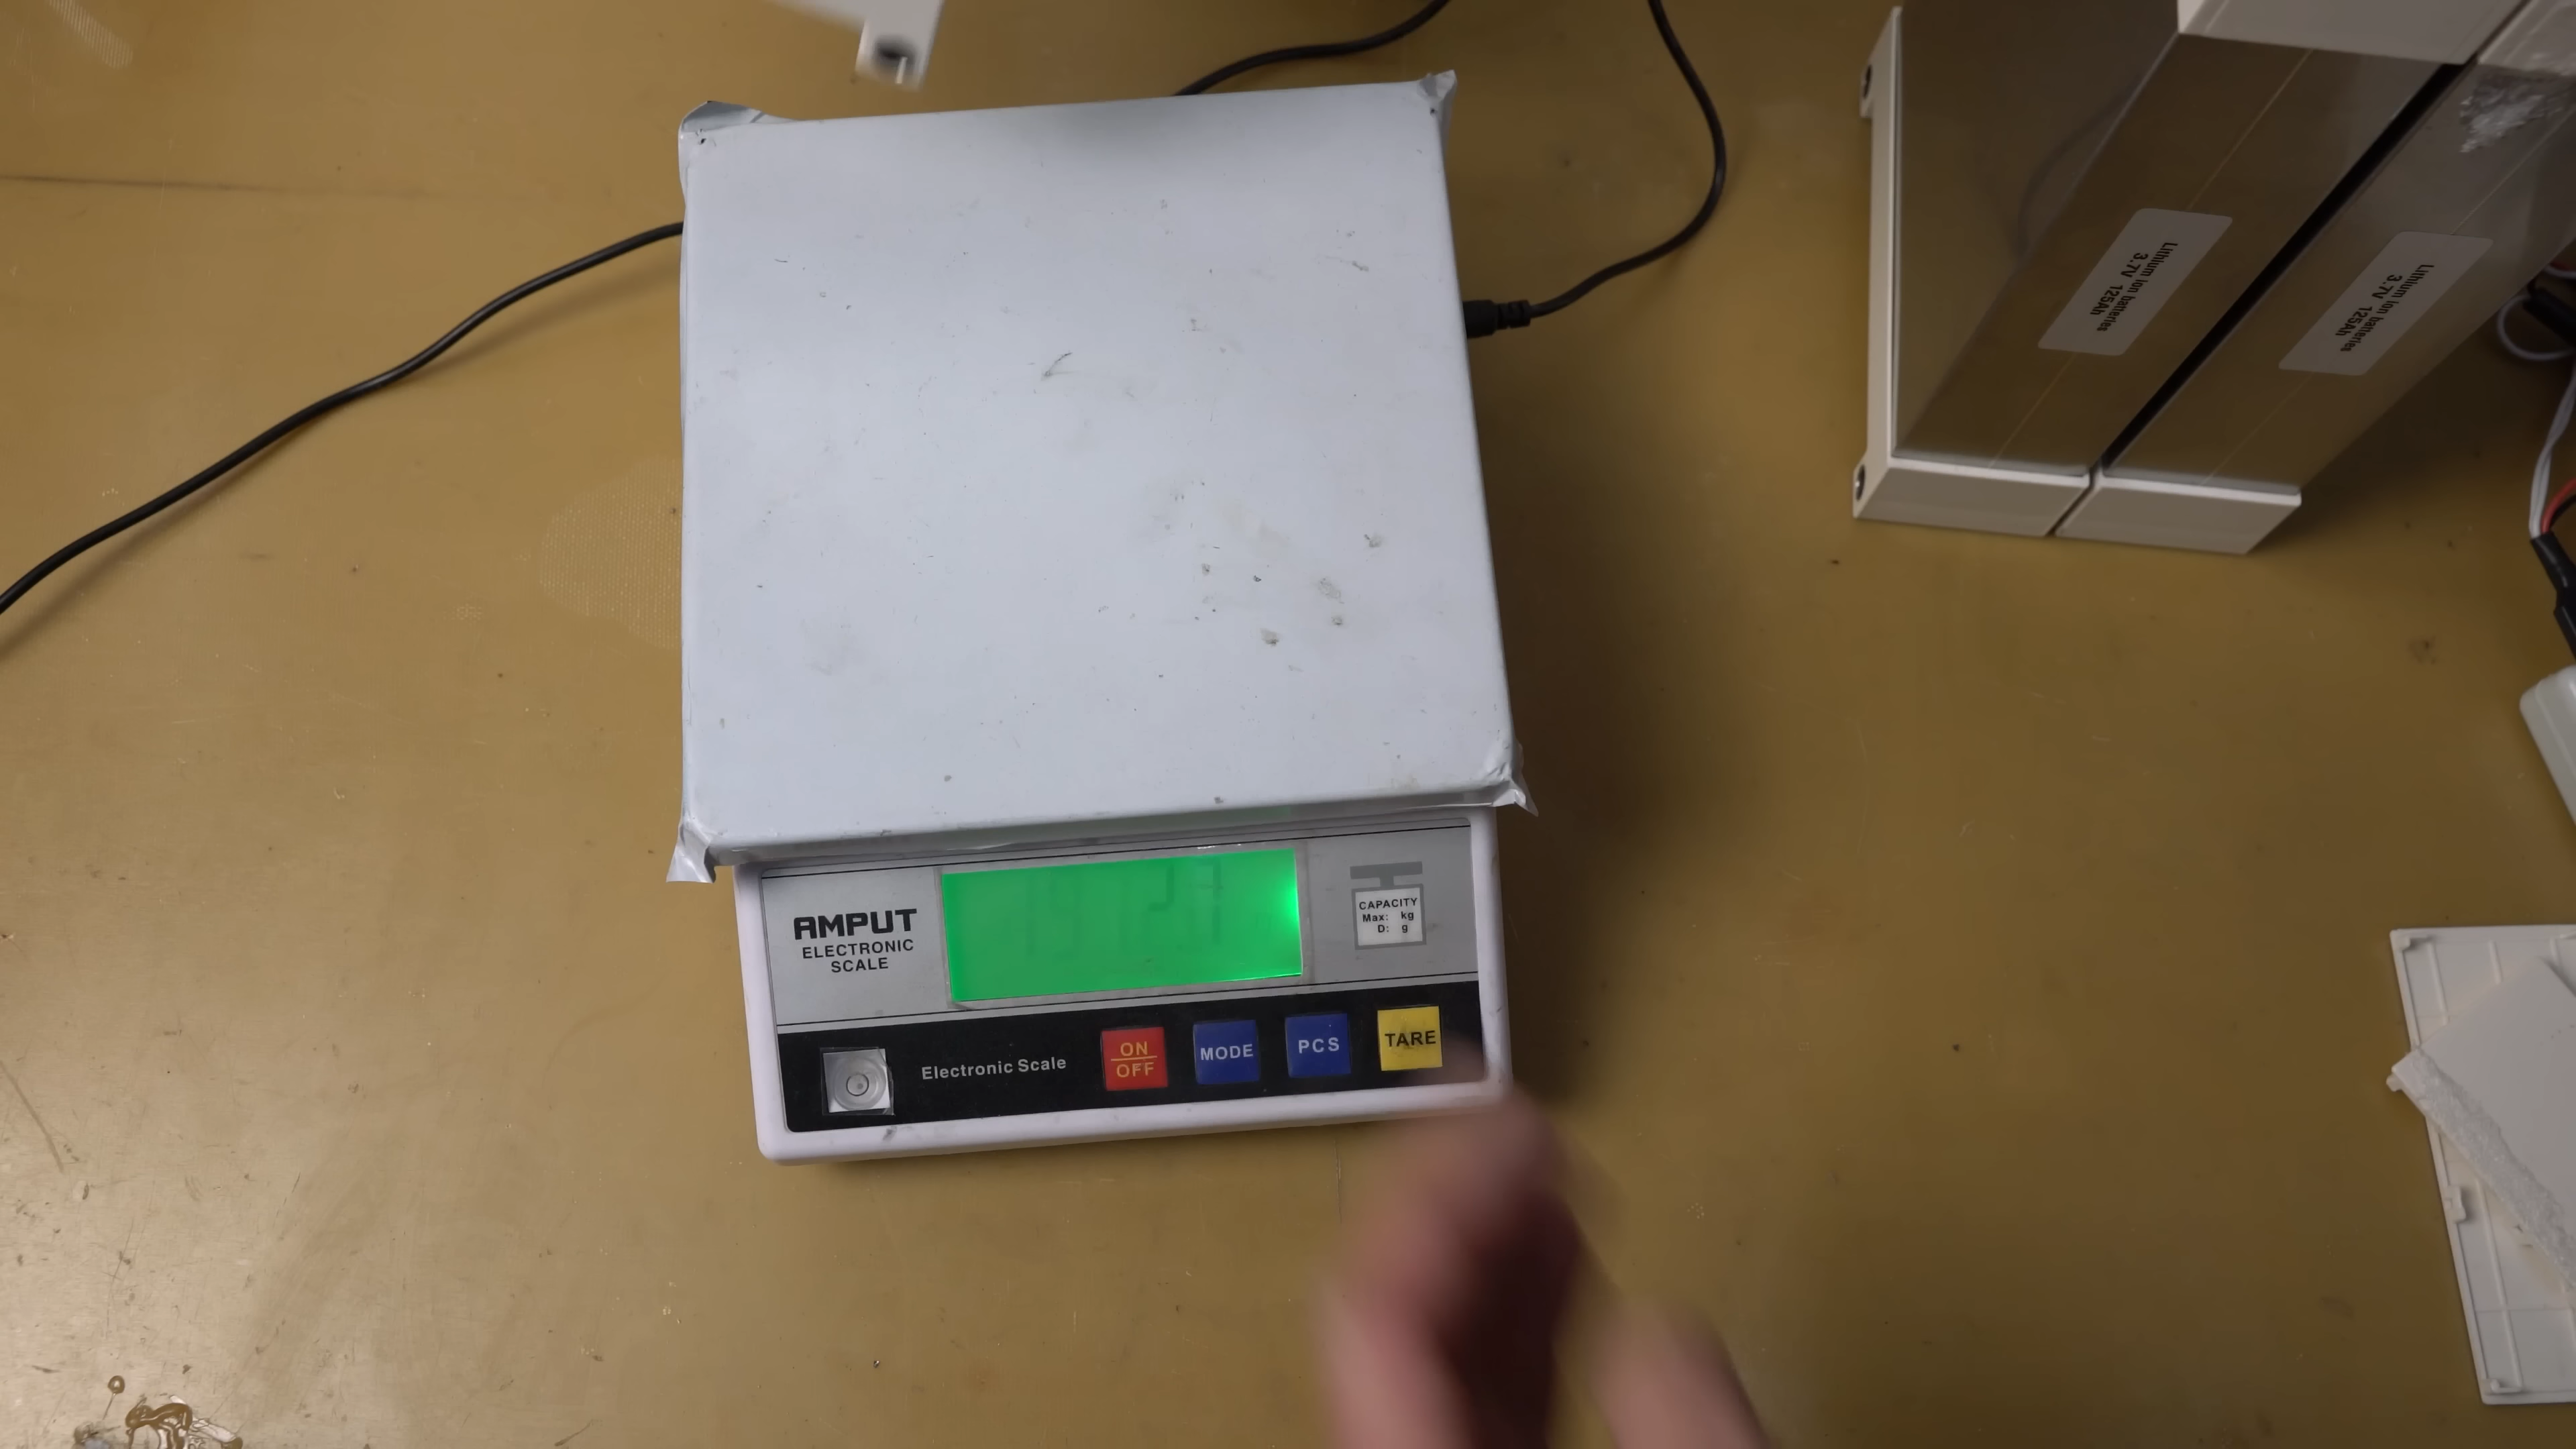 Lithium ion batteries
3.7V 125Ah
Lithium ion batteries
3.7V 125Ah
AMPUT
ELECTRONIC
SCALE
CAPACITY
Max: kg
D: g
Electronic Scale
ON
OFF
MODE
PCS
TARE